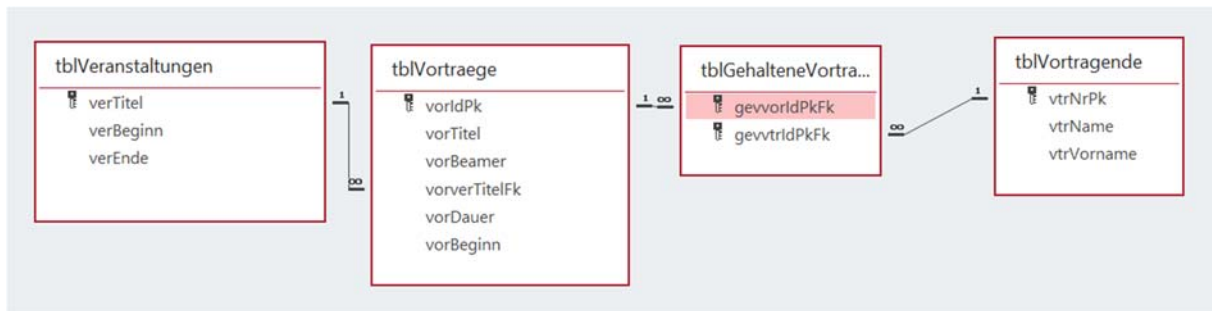 tblVeranstaltungen
verTitel
verBeginn
verEnde
1
∞
tblVortraege
vorIdPk
vorTitel
vorBeamer
vorverTitelFk
vorDauer
vorBeginn
1 ∞
tblGehalteneVortra...
gevvorIdPkFk
gevvtrIdPkFk
∞
1
tblVortragende
vtrNrPk
vtrName
vtrVorname